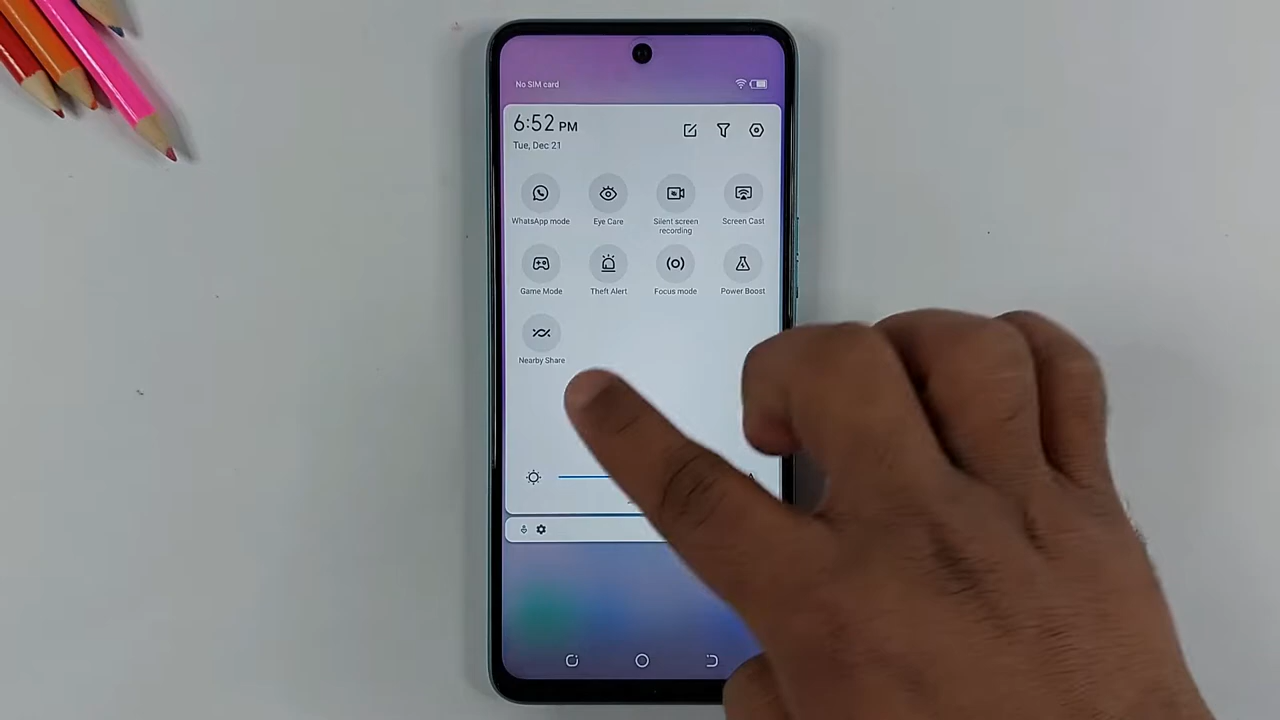 No SIM card
6:52 PM
Tue, Dec 21
WhatsApp mode
Eye Care
Silent screen
recording
Screen Cast
Game Mode
Theft Alert
Focus mode
Power Boost
Nearby Share